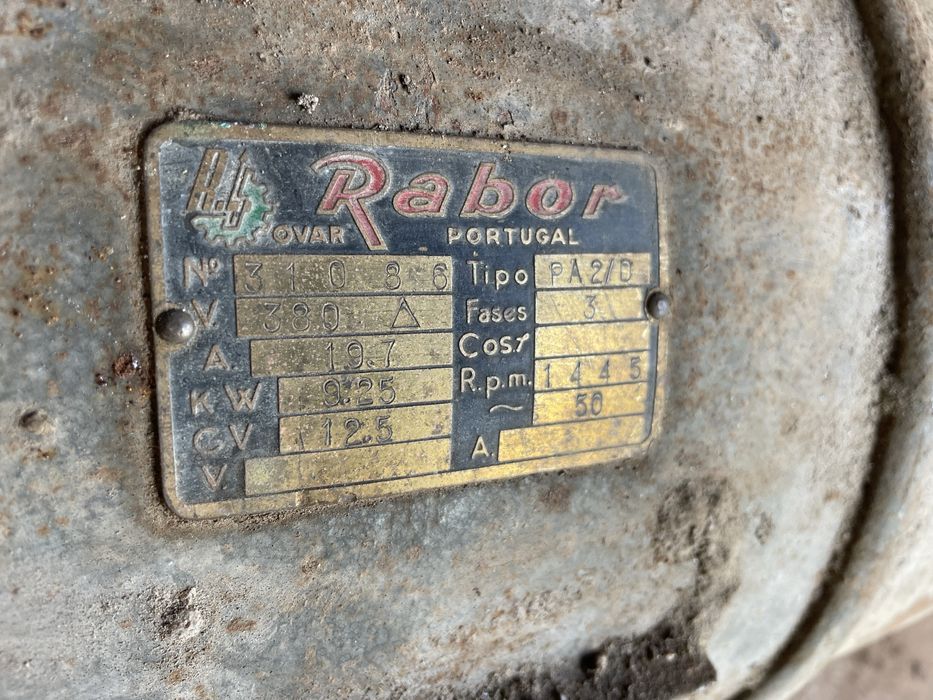 Rabor
OVAR PORTUGAL
Nº 31086 Tipo PA2/D
V 380 △ Fases 3
A. 19.7 Cos.
KW 9.25 R.p.m. 1445
CV 12.5 ~ 50
V. A.